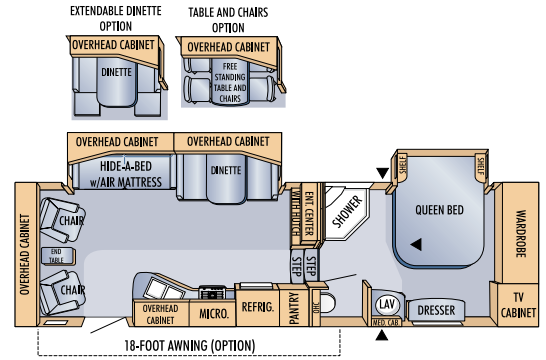 EXTENDABLE DINETTE
OPTION
TABLE AND CHAIRS
OPTION
OVERHEAD CABINET
DINETTE
OVERHEAD CABINET
FREE
STANDING
TABLE AND
CHAIRS
OVERHEAD CABINET
OVERHEAD CABINET
HIDE-A-BED
w/AIR MATTRESS
DINETTE
SHELF
SHELF
QUEEN BED
ENT. CENTER
WITH HUTCH
SHOWER
WARDROBE
OVERHEAD CABINET
CHAIR
END
TABLE
CHAIR
STEP
STEP
OVERHEAD
CABINET
MICRO.
REFRIG.
PANTRY
OHC
LAV
MED. CAB.
DRESSER
TV
CABINET
18-FOOT AWNING (OPTION)